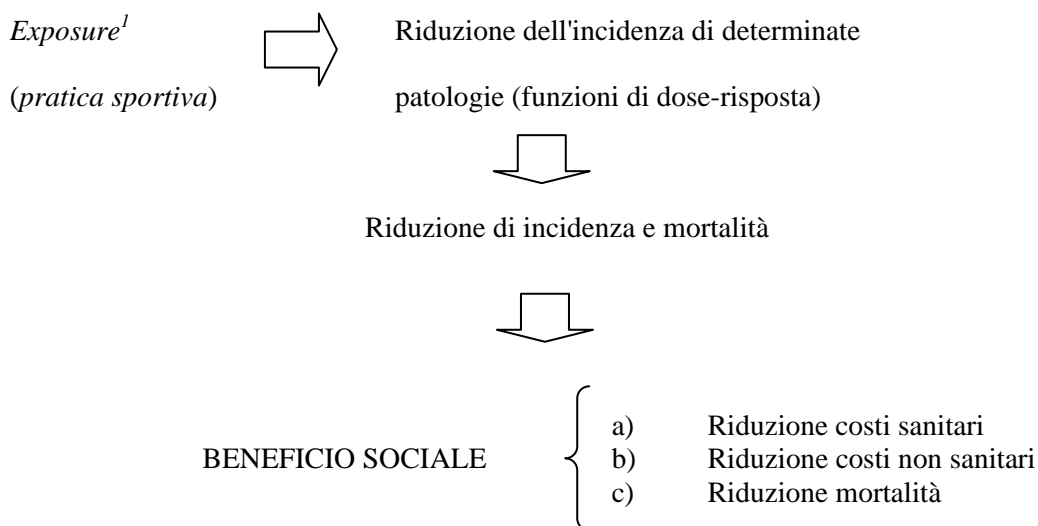 Exposure¹ Riduzione dell'incidenza di determinate
(pratica sportiva) patologie (funzioni di dose-risposta)
Riduzione di incidenza e mortalità
BENEFICIO SOCIALE
a) Riduzione costi sanitari
b) Riduzione costi non sanitari
c) Riduzione mortalità